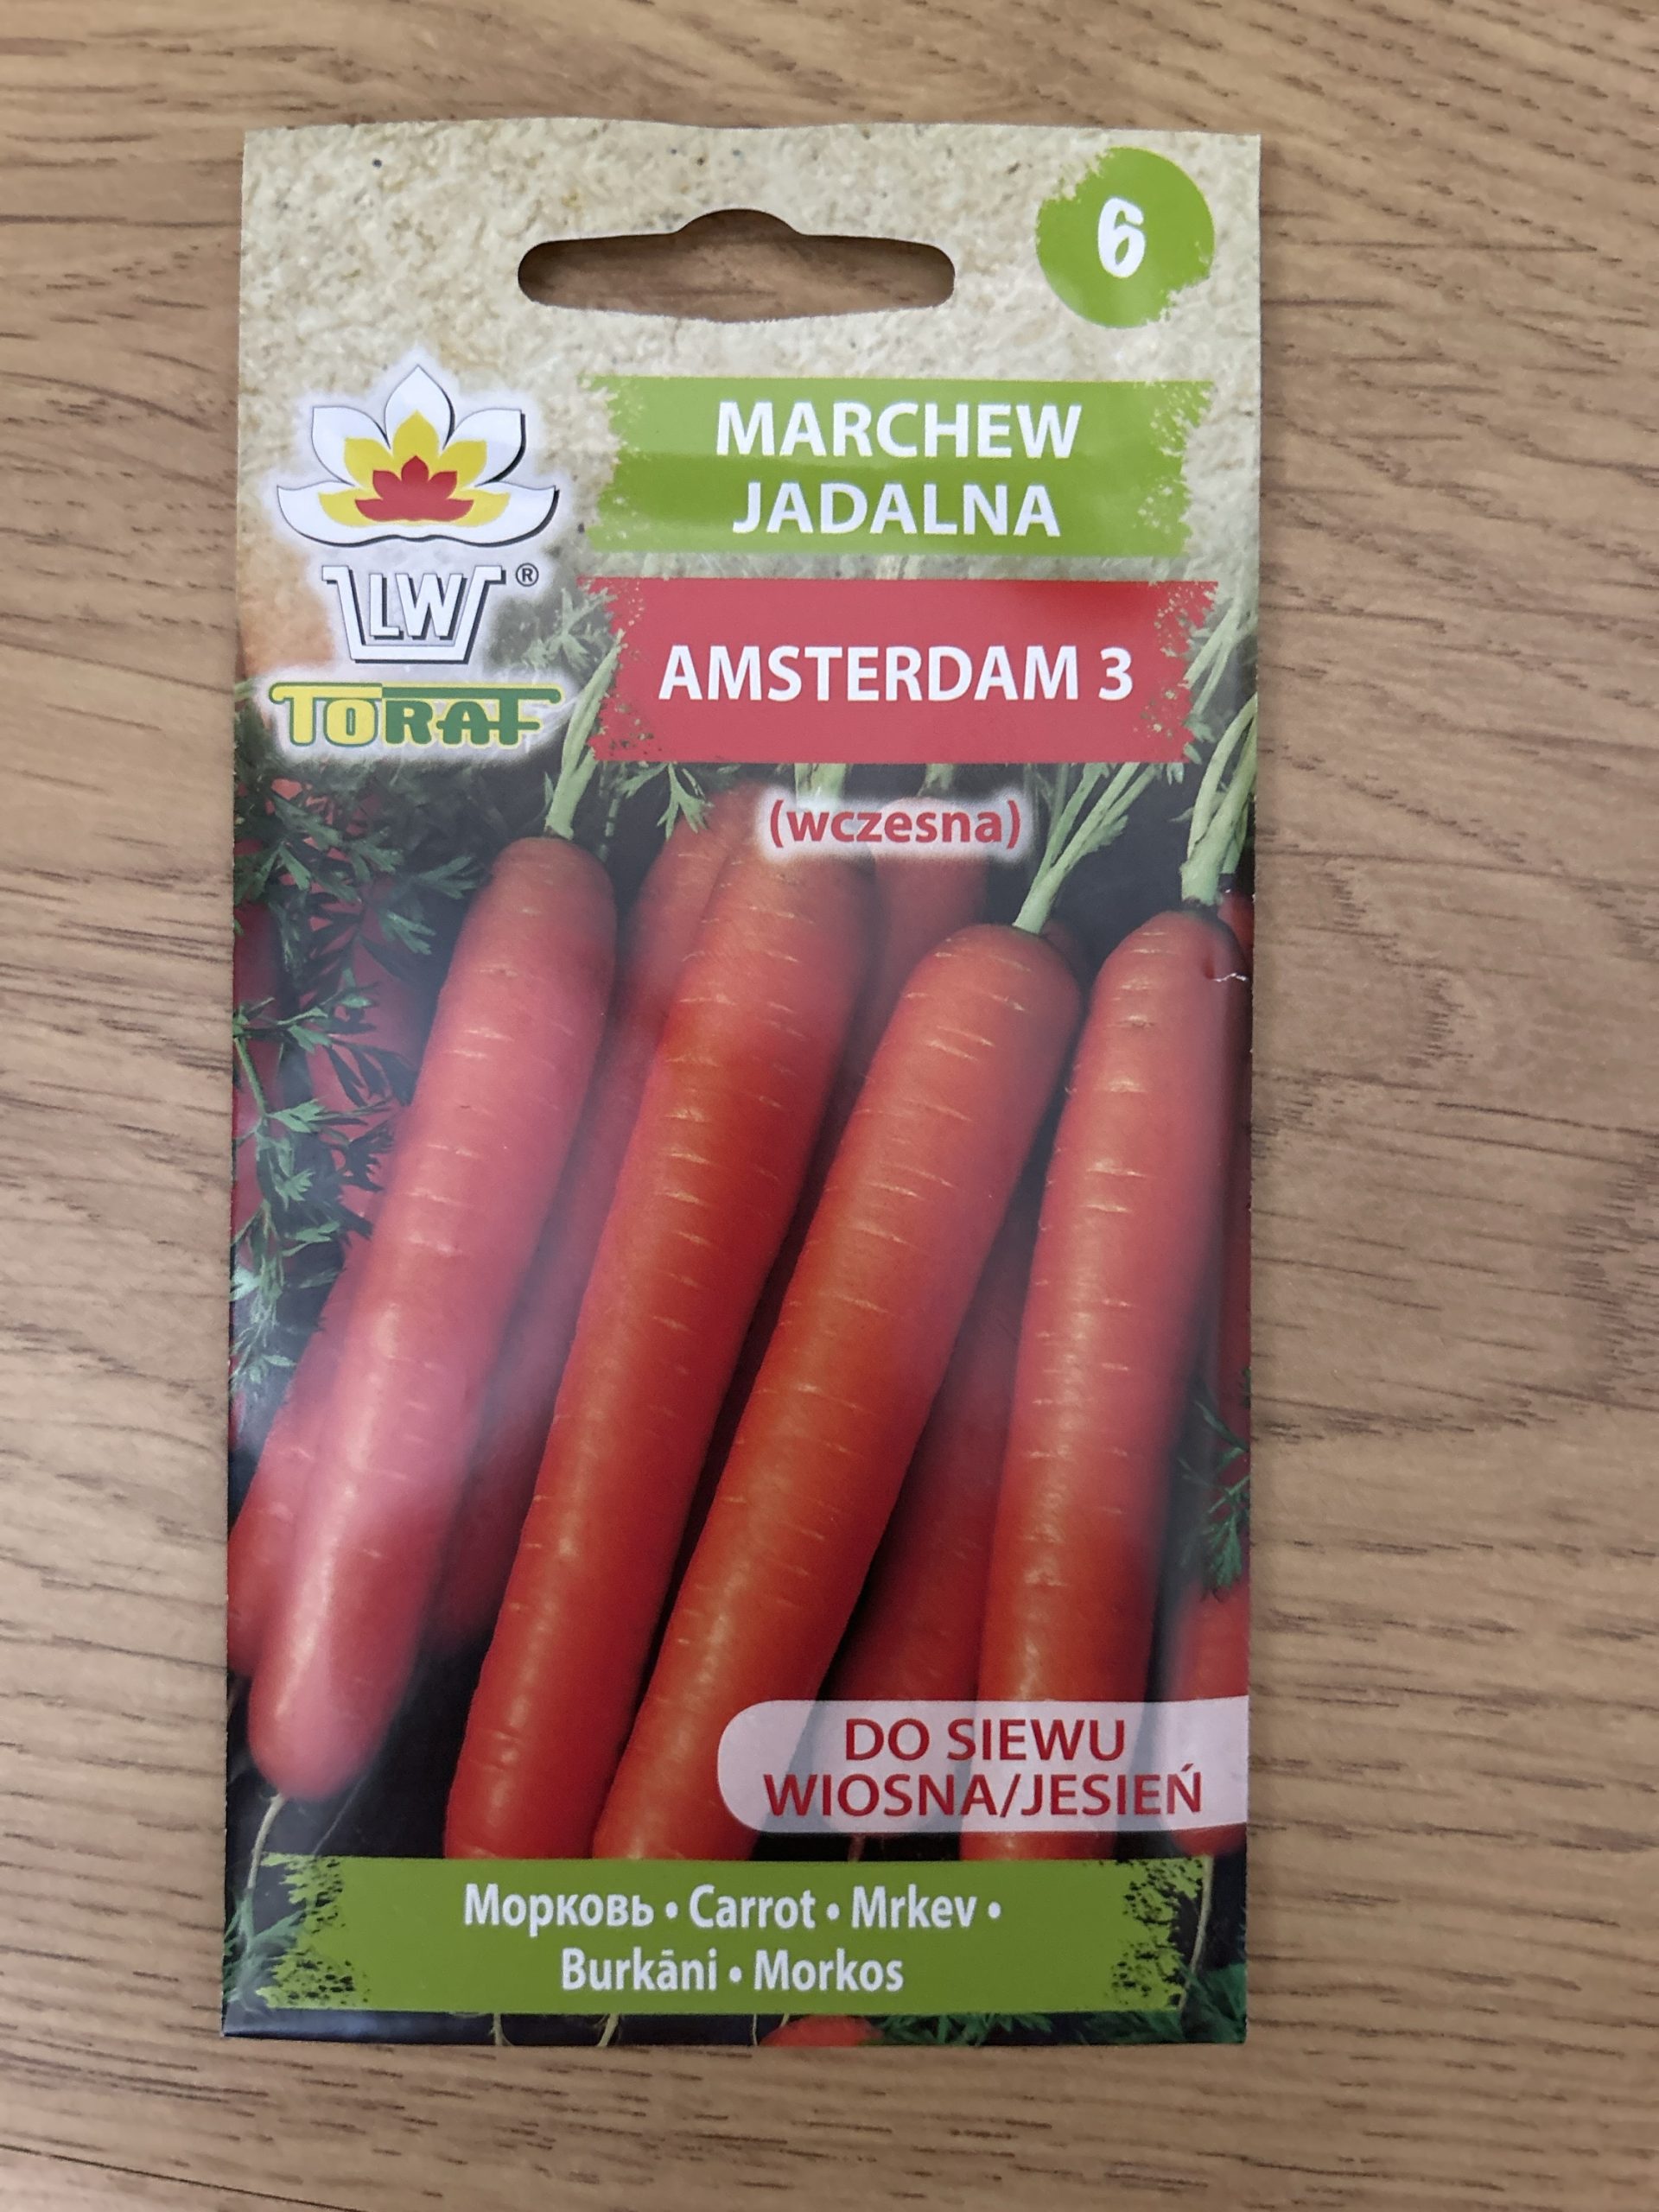 6
MARCHEW
JADALNA
LW®
TORAF
AMSTERDAM 3
(wczesna)
DO SIEWU
WIOSNA/JESIEŃ
Морковь • Carrot • Mrkev •
Burkāni • Morkos